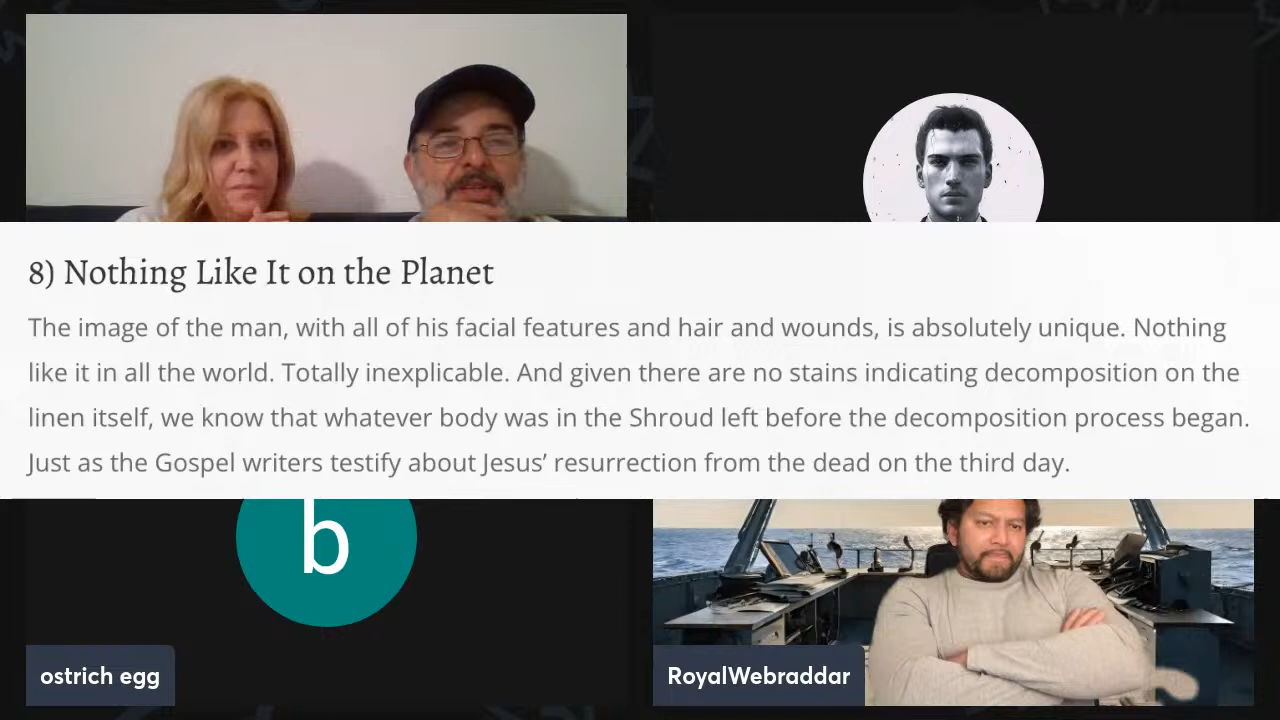 8) Nothing Like It on the Planet
The image of the man, with all of his facial features and hair and wounds, is absolutely unique. Nothing
like it in all the world. Totally inexplicable. And given there are no stains indicating decomposition on the
linen itself, we know that whatever body was in the Shroud left before the decomposition process began.
Just as the Gospel writers testify about Jesus’ resurrection from the dead on the third day.
b
ostrich egg
RoyalWebraddar